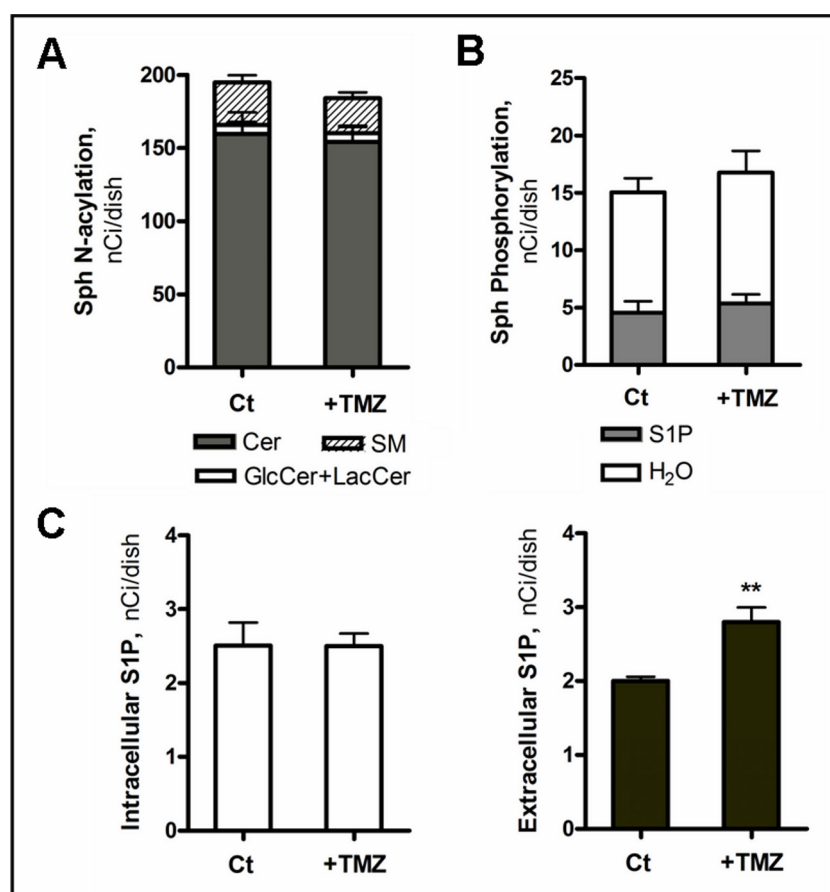 A
Sph N-acylation,
nCi/dish
200
150
100
50
0
Ct
+TMZ
Cer
SM
GlcCer+LacCer
B
Sph Phosphorylation,
nCi/dish
25
20
15
10
5
0
Ct
+TMZ
S1P
H₂O
C
Intracellular S1P, nCi/dish
4
3
2
1
0
Ct
+TMZ
Extracellular S1P, nCi/dish
4
3
2
1
0
**
Ct
+TMZ